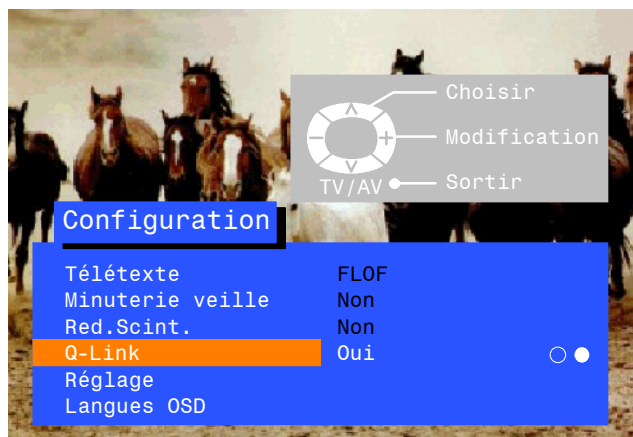 Choisir
Modification
TV/AV Sortir
Configuration
Télétexte FLOF
Minuterie veille Non
Red.Scint. Non
Q-Link Oui
Réglage
Langues OSD